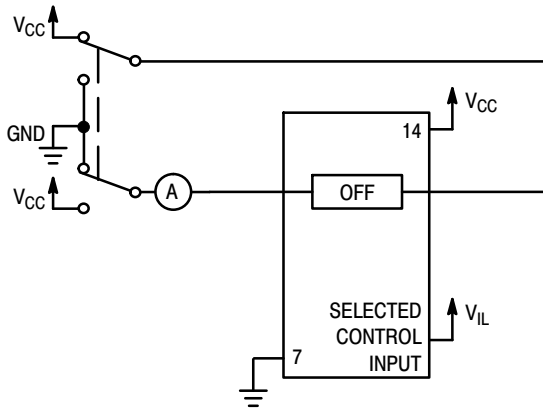 VCC
GND
VCC
A
14
VCC
OFF
SELECTED
CONTROL
INPUT
VIL
7